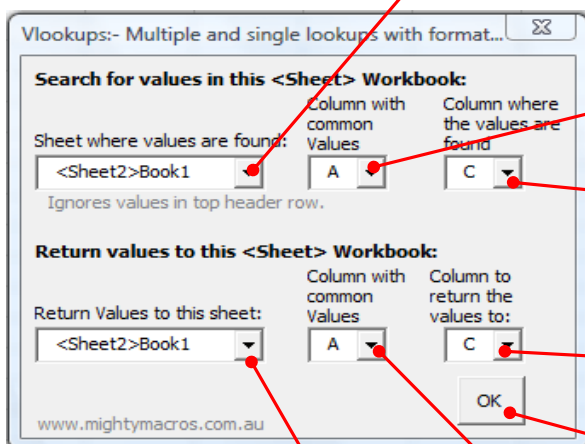 Vlookups:- Multiple and single lookups with format...
Search for values in this <Sheet> Workbook:
Column with
common
Values
Column where
the values are
found
Sheet where values are found:
<Sheet2>Book1
A
C
Ignores values in top header row.
Return values to this <Sheet> Workbook:
Column with
common
Values
Column to
return the
values to:
Return Values to this sheet:
<Sheet2>Book1
A
C
OK
www.mightymacros.com.au